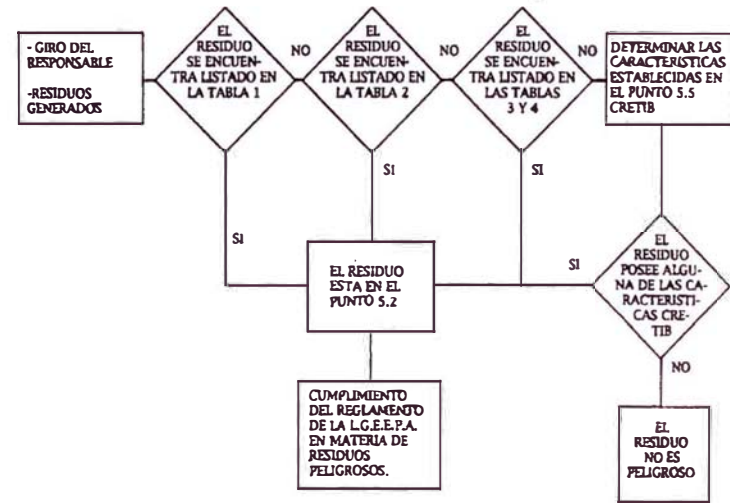 - GIRO DEL
RESPONSABLE
-RESIDUOS
GENERADOS
EL
RESIDUO
SE ENCUEN-
TRA LISTADO EN
LA TABLA 1
NO
EL
RESIDUO
SE ENCUEN-
TRA LISTADO EN
LA TABLA 2
NO
EL
RESIDUO
SE ENCUEN-
TRA LISTADO EN
LAS TABLAS
3 Y 4
NO
DETERMINAR LAS
CARACTERISTICAS
ESTABLECIDAS EN
EL PUNTO 5.5
CRETIB
SI
SI
SI
EL RESIDUO
ESTA EN EL
PUNTO 5.2
SI
EL
RESIDUO
POSEE ALGU-
NA DE LAS CA-
RACTERISTI-
CAS CRE-
TIB
NO
CUMPLIMIENTO
DEL REGLAMENTO
DE LA L.G.E.E.P.A.
EN MATERIA DE
RESIDUOS
PELIGROSOS.
EL
RESIDUO
NO ES
PELIGROSO